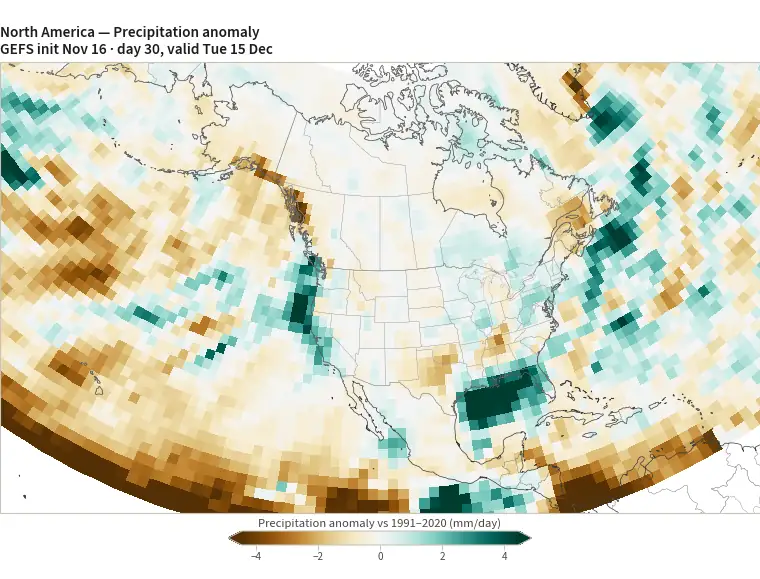 North America — Precipitation anomaly
GEFS init Nov 16 · day 30, valid Tue 15 Dec
Precipitation anomaly vs 1991–2020 (mm/day)
−4 −2 0 2 4